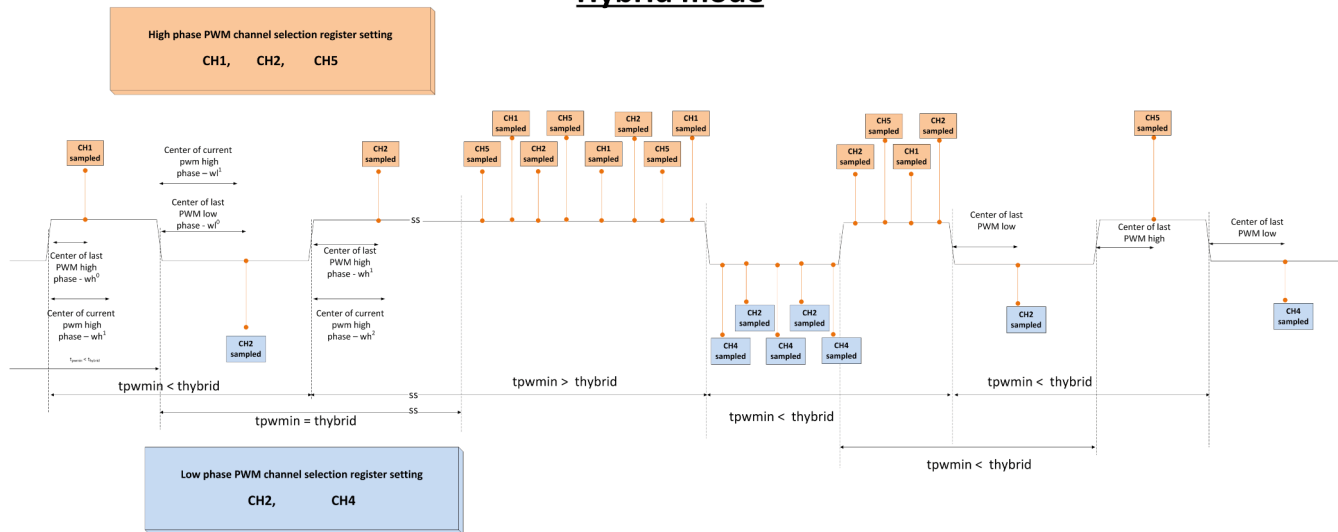 Hybrid mode
High phase PWM channel selection register setting
CH1, CH2, CH5
CH1
sampled
Center of current
pwm high
phase – wl¹
Center of last
PWM low
phase - wl⁰
CH2
sampled
CH5
sampled
CH1
sampled
CH2
sampled
CH5
sampled
CH1
sampled
CH2
sampled
CH5
sampled
CH1
sampled
CH2
sampled
CH5
sampled
CH1
sampled
CH2
sampled
CH5
sampled
ss
Center of last
PWM high
phase - wh⁰
Center of current
pwm high
phase – wh¹
CH2
sampled
Center of last
PWM high
phase - wh¹
Center of current
pwm high
phase – wh²
CH4
sampled
CH2
sampled
CH4
sampled
CH2
sampled
CH4
sampled
Center of last
PWM low
CH2
sampled
Center of last
PWM high
Center of last
PWM low
CH4
sampled
tpwmin < thybrid
tpwmin < thybrid
ss
tpwmin > thybrid
tpwmin < thybrid
tpwmin < thybrid
ss
tpwmin = thybrid
tpwmin < thybrid
Low phase PWM channel selection register setting
CH2, CH4